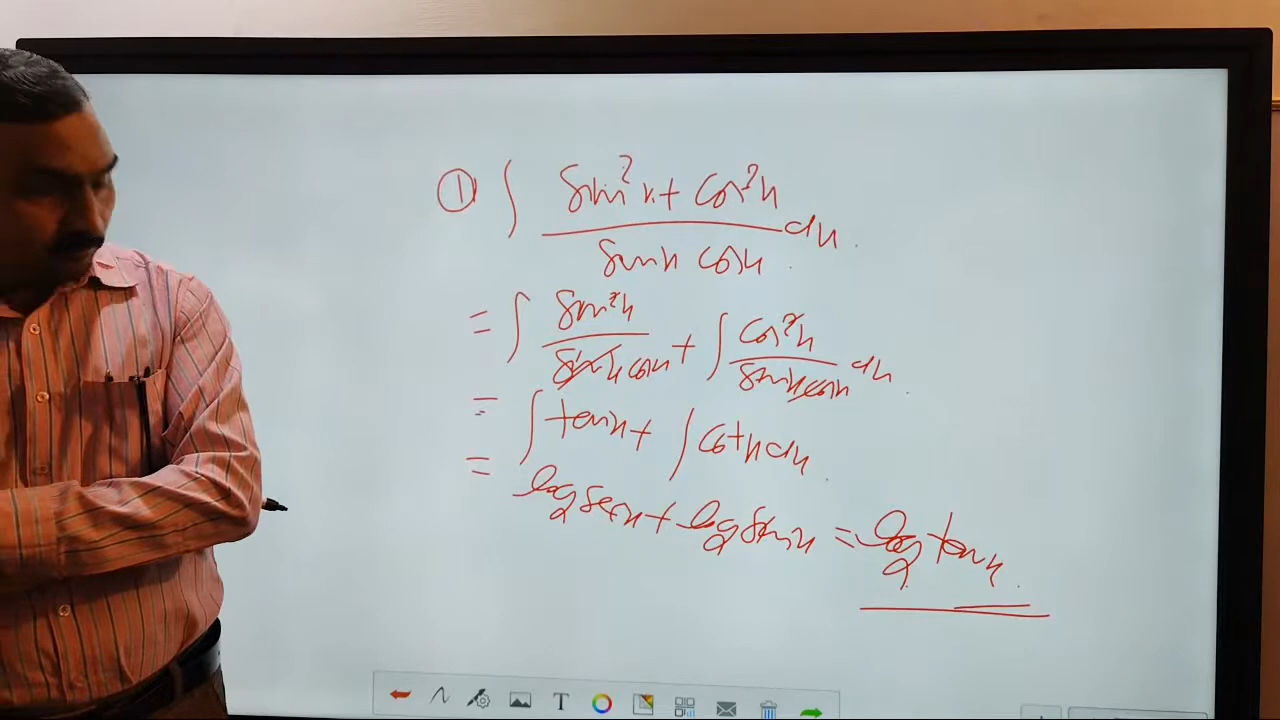 ① ∫ (sin²x + cos²x)/(sinx cosx) dx
= ∫ sin²x/(sinx cosx) + ∫ cos²x/(sinx cosx) dx
= ∫ tanx + ∫ cotx dx
= log secx + log sinx = log tanx
T